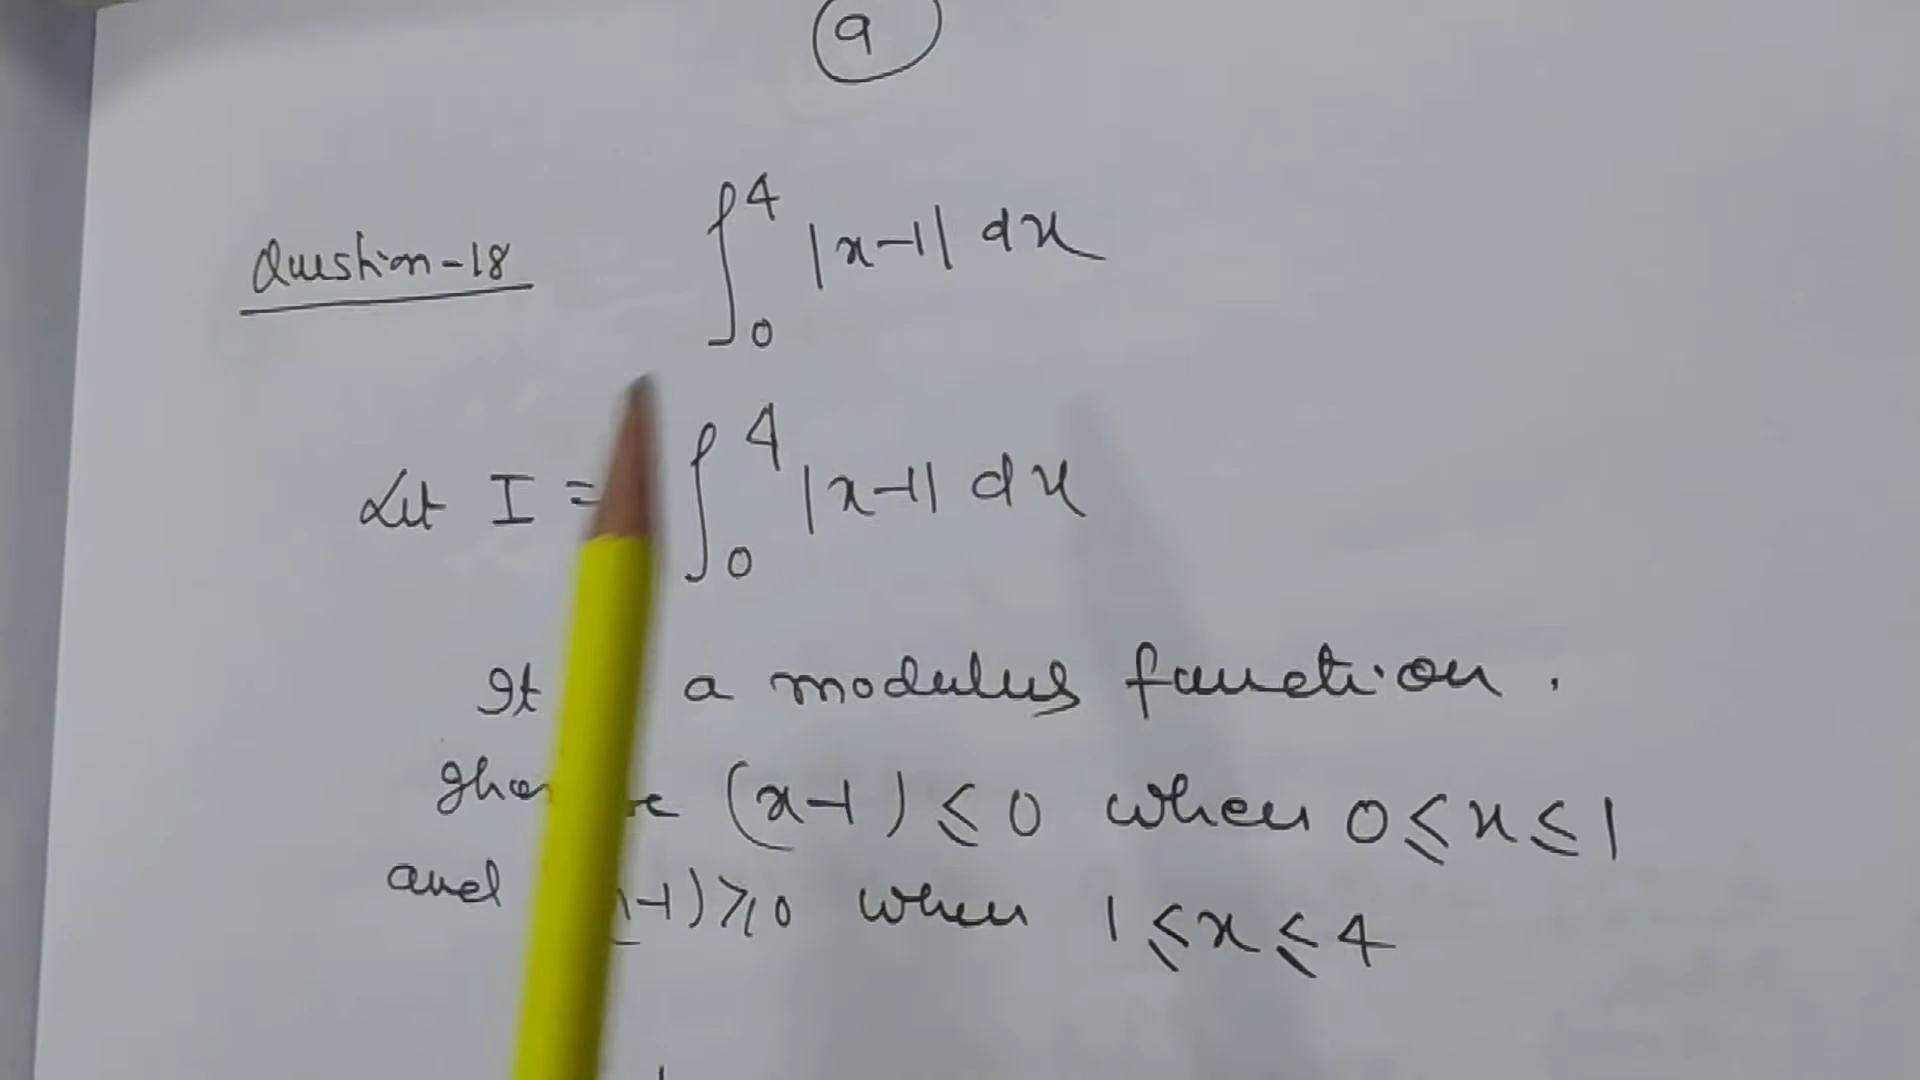 9
Question-18 ∫₀⁴ |x-1| dx
Let I = ∫₀⁴ |x-1| dx
It a modulus function.
(x-1) ≤ 0 when 0 ≤ x ≤ 1
and -1) ≥ 0 when 1 ≤ x ≤ 4